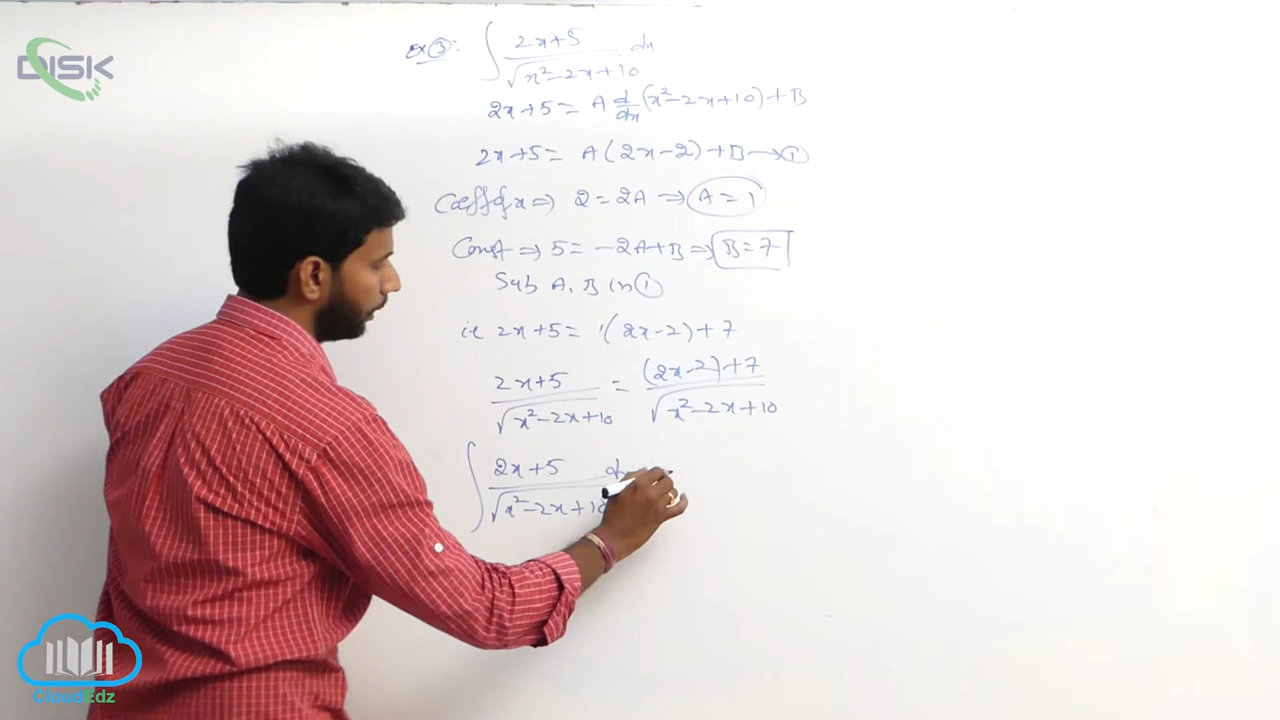 DISK
Ex ③: ∫ 2x+5 / √x²-2x+10 dx
2x+5 = A d/dx (x²-2x+10) + B
2x+5 = A(2x-2) + B → ①
Coeff of x ⇒ 2 = 2A ⇒ A = 1
Const ⇒ 5 = -2A+B ⇒ B = 7
Sub A, B in ①
ie 2x+5 = 1(2x-2) + 7
2x+5 / √x²-2x+10 = (2x-2)+7 / √x²-2x+10
∫ 2x+5 / √x²-2x+10
CloudEdz